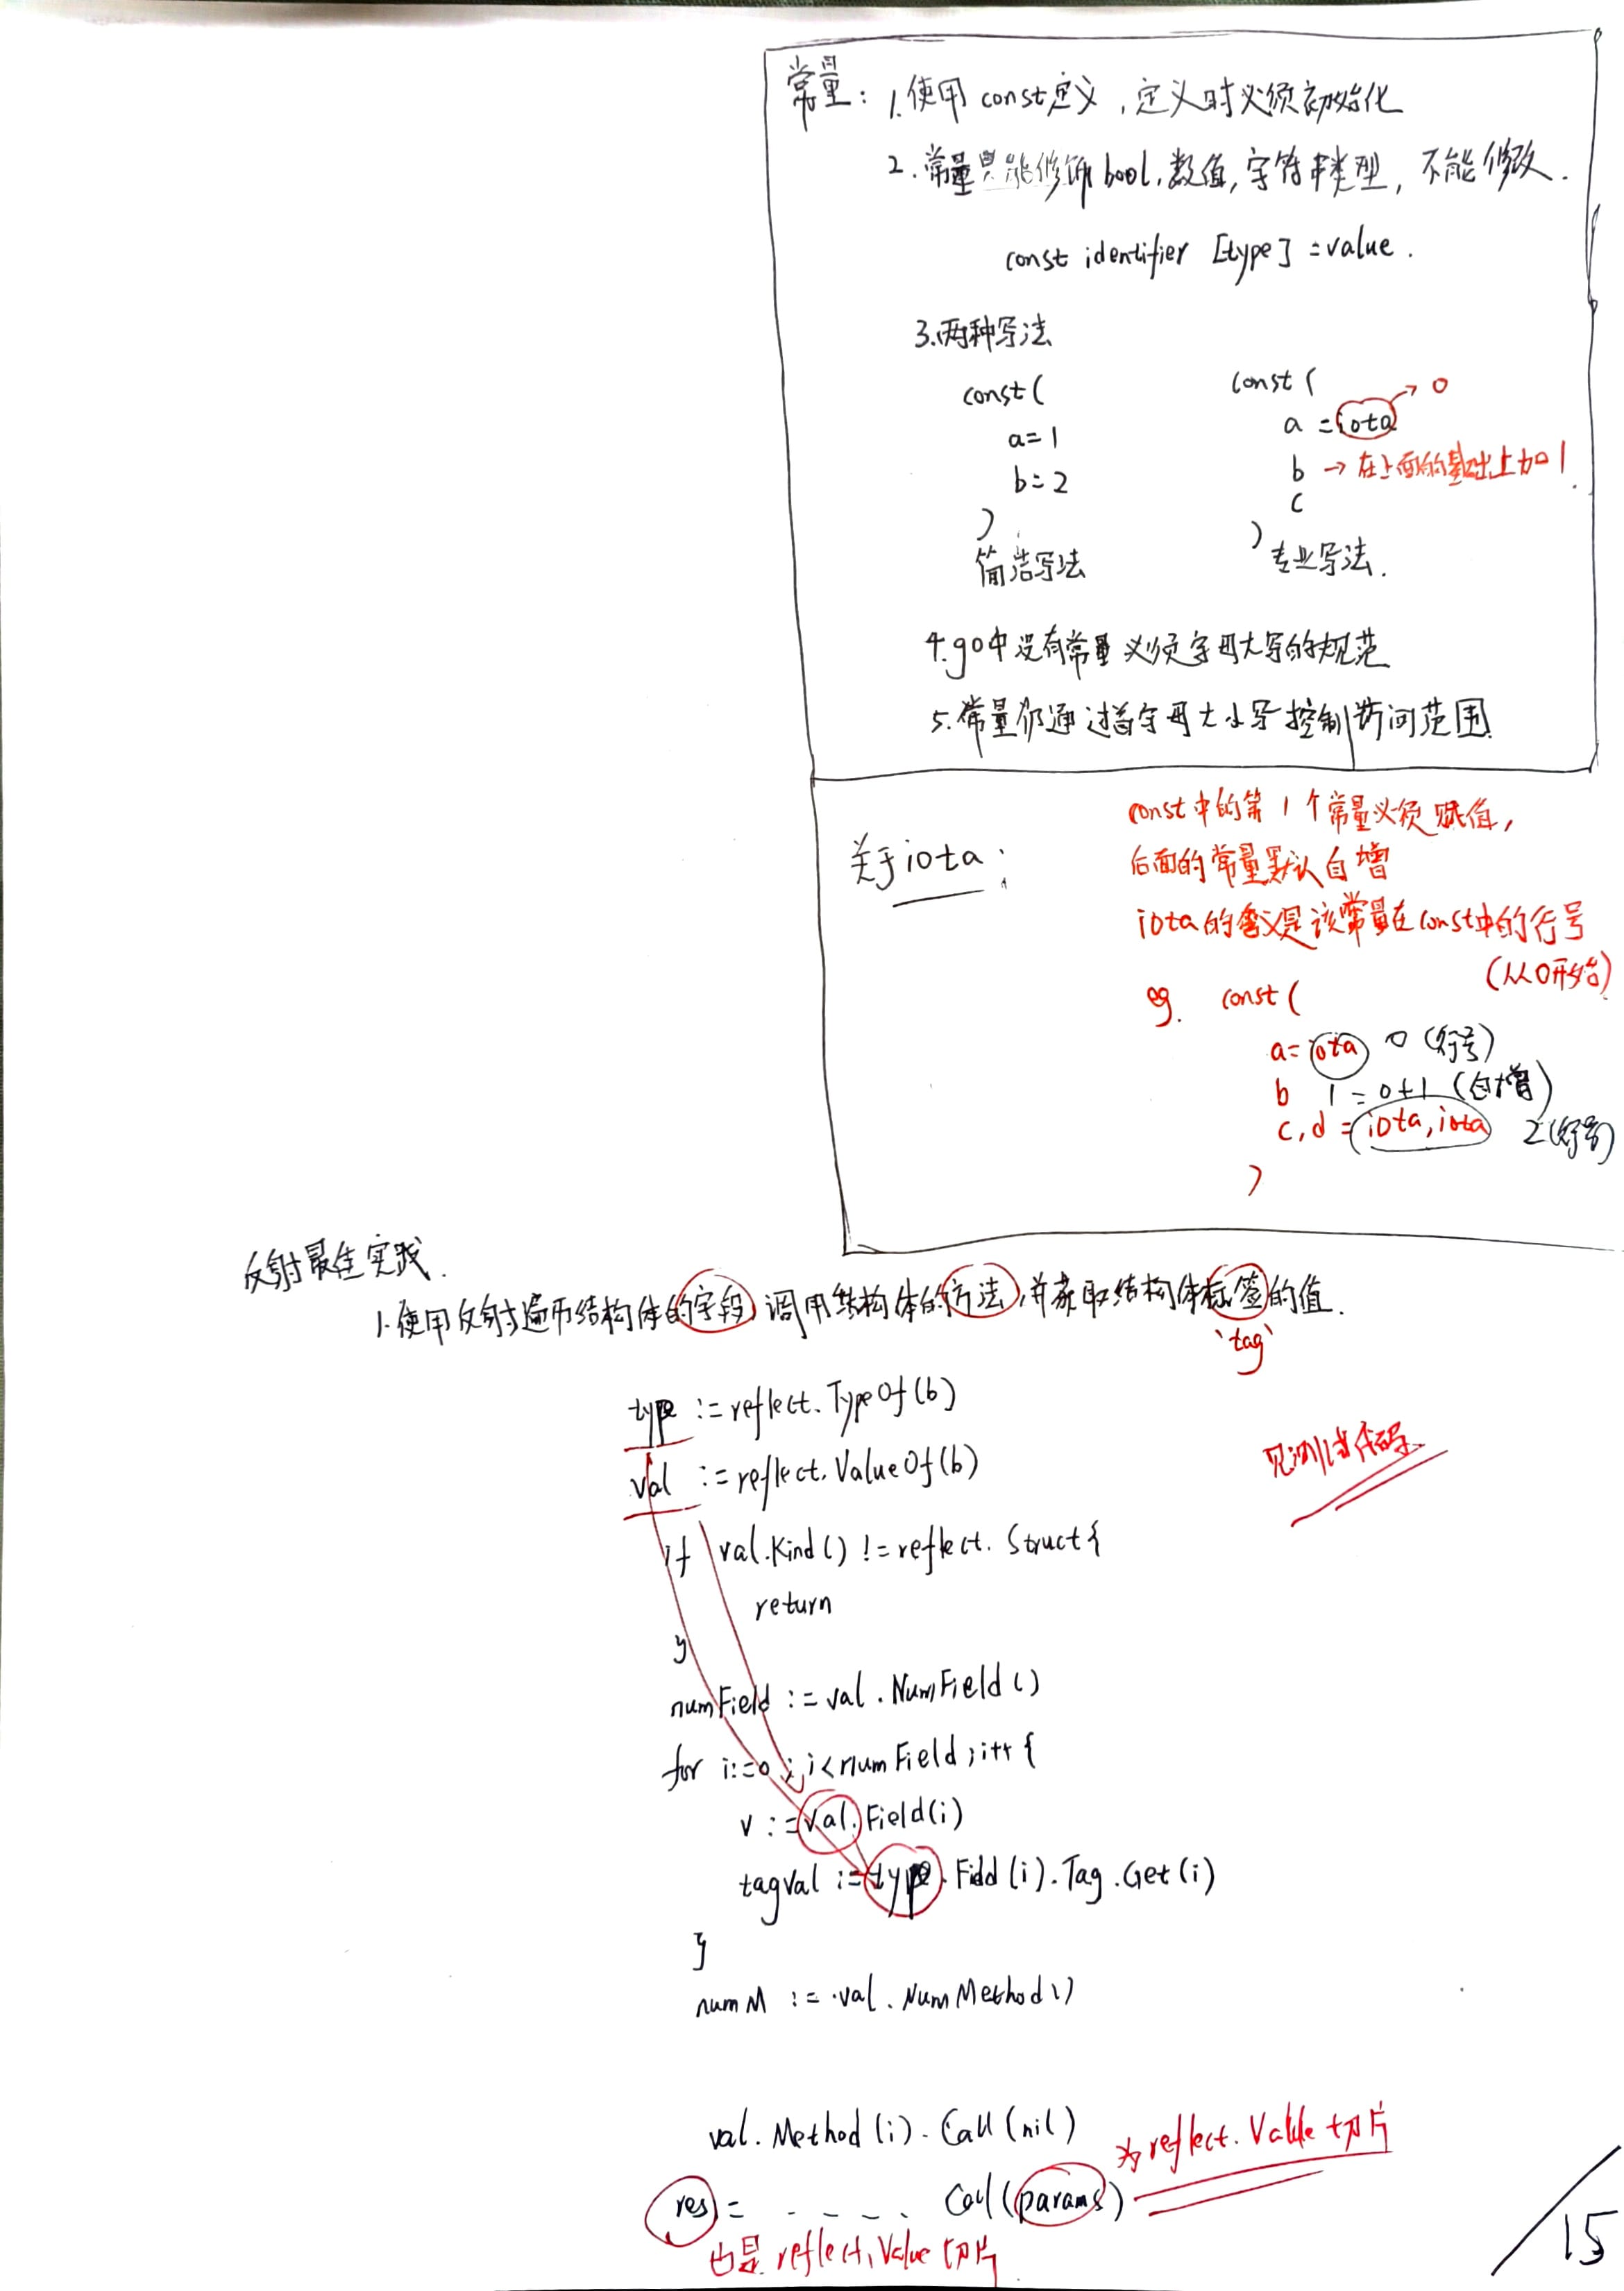 常量: 1.使用 const定义,定义时必须初始化
2.常量只能修饰bool,数值,字符串类型,不能修改.
const identifier [type] = value.
3.两种写法
const(
a=1
b=2
)
简洁写法
const(
a = iota → 0
b → 在上面的基础上加1.
c
)
专业写法.
4.go中没有常量必须字母大写的规范
5.常量仍通过首字母大小写控制访问范围.
关于iota:
const中的第1个常量必须赋值,
后面的常量默认自增
iota的含义是该常量在const中的行号
(从0开始)
eg. const(
a=iota 0 (行号)
b 1=0+1 (自增)
c,d = iota,iota 2(行号)
)
反射最佳实践.
1.使用反射遍历结构体的字段,调用结构体的方法,并获取结构体标签的值.
`tag`
type := reflect.TypeOf(b)
val := reflect.ValueOf(b)
见测试代码.
if val.Kind() != reflect.Struct{
return
}
numField := val.NumField()
for i:=0; i<numField; i++ {
v := val.Field(i)
tagVal := type.Field(i).Tag.Get(i)
}
numM := val.NumMethod()
val.Method(i).Call(nil)
为reflect.Value切片
res = ..... Call(params)
也是reflect.Value切片
/15